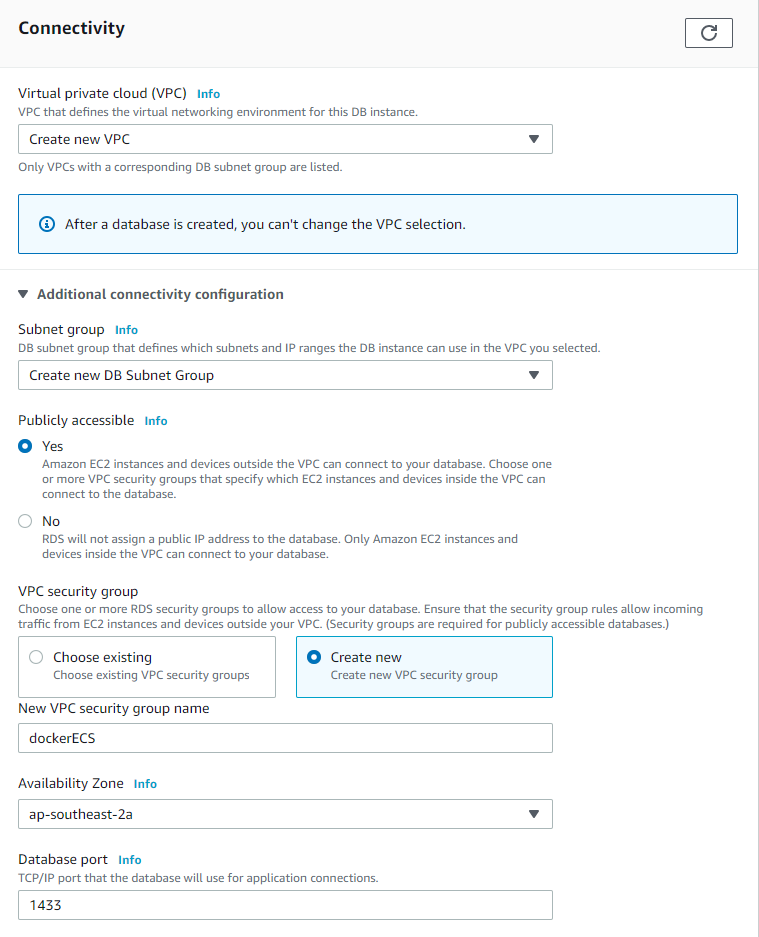 Connectivity
Virtual private cloud (VPC) Info
VPC that defines the virtual networking environment for this DB instance.
Create new VPC
Only VPCs with a corresponding DB subnet group are listed.
After a database is created, you can't change the VPC selection.
Additional connectivity configuration
Subnet group Info
DB subnet group that defines which subnets and IP ranges the DB instance can use in the VPC you selected.
Create new DB Subnet Group
Publicly accessible Info
Yes
Amazon EC2 instances and devices outside the VPC can connect to your database. Choose one
or more VPC security groups that specify which EC2 instances and devices inside the VPC can
connect to the database.
No
RDS will not assign a public IP address to the database. Only Amazon EC2 instances and
devices inside the VPC can connect to your database.
VPC security group
Choose one or more RDS security groups to allow access to your database. Ensure that the security group rules allow incoming
traffic from EC2 instances and devices outside your VPC. (Security groups are required for publicly accessible databases.)
Choose existing
Choose existing VPC security groups
Create new
Create new VPC security group
New VPC security group name
dockerECS
Availability Zone Info
ap-southeast-2a
Database port Info
TCP/IP port that the database will use for application connections.
1433